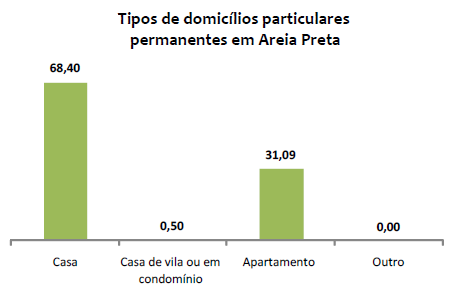 Tipos de domicílios particulares
permanentes em Areia Preta
68,40
31,09
0,50
0,00
Casa
Casa de vila ou em
condomínio
Apartamento
Outro